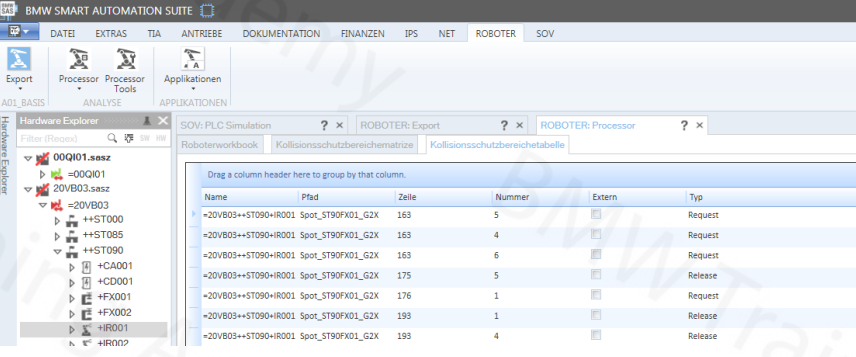 BMW SAS BMW SMART AUTOMATION SUITE
DATEI EXTRAS TIA ANTRIEBE DOKUMENTATION FINANZEN IPS NET ROBOTER SOV
Export Processor Processor Tools Applikationen
A01_BASIS ANALYSE APPLIKATIONEN
Hardware Explorer
Hardware Explorer
Filter (Regex) SW HW
00QI01.sasz
=00QI01
20VB03.sasz
=20VB03
++ST000
++ST085
++ST090
+CA001
+CD001
+FX001
+FX002
+IR001
+IR002
SOV: PLC Simulation ? × ROBOTER: Export ? × ROBOTER: Processor ? ×
Roboterworkbook Kollisionsschutzbereichematrize Kollisionsschutzbereichetabelle
Drag a column header here to group by that column.
Name Pfad Zeile Nummer Extern Typ
=20VB03++ST090+IR001 Spot_ST90FX01_G2X 163 5 Request
=20VB03++ST090+IR001 Spot_ST90FX01_G2X 163 4 Request
=20VB03++ST090+IR001 Spot_ST90FX01_G2X 163 6 Request
=20VB03++ST090+IR001 Spot_ST90FX01_G2X 175 5 Release
=20VB03++ST090+IR001 Spot_ST90FX01_G2X 176 1 Request
=20VB03++ST090+IR001 Spot_ST90FX01_G2X 193 1 Release
=20VB03++ST090+IR001 Spot_ST90FX01_G2X 193 4 Release
BMW Trai